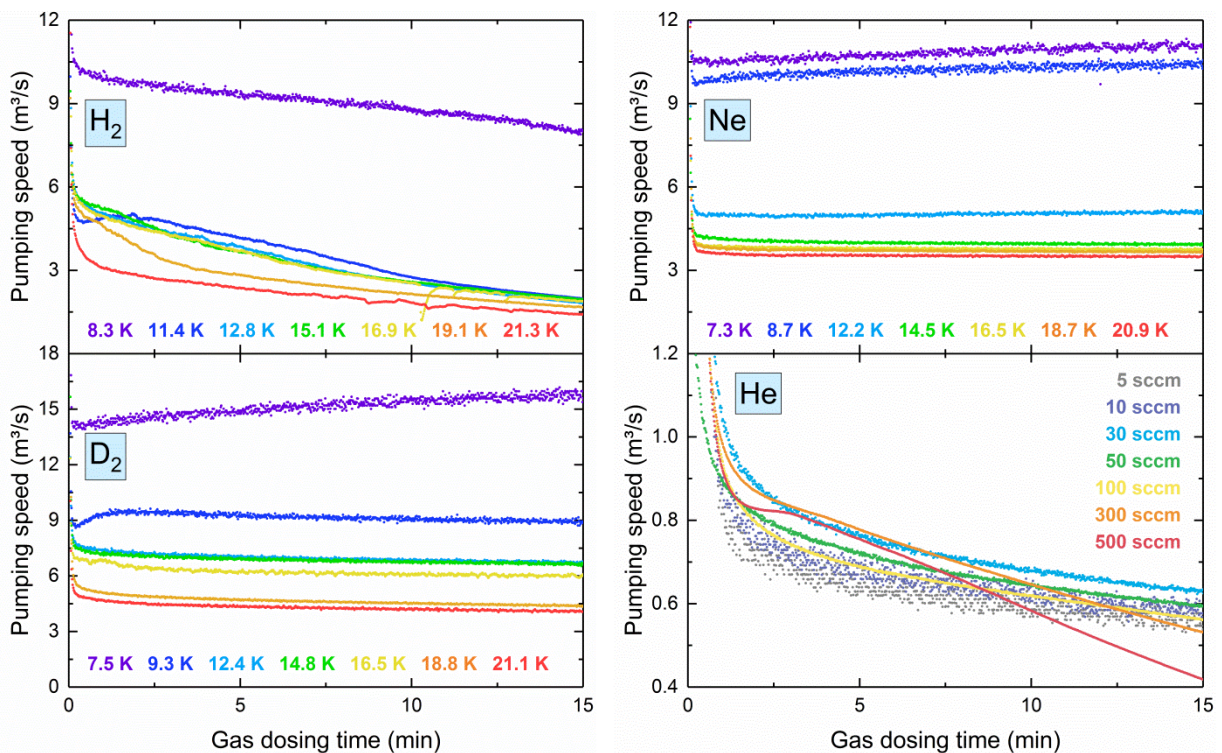 12
9
6
3
Pumping speed (m³/s)
H₂
8.3 K 11.4 K 12.8 K 15.1 K 16.9 K 19.1 K 21.3 K
12
9
6
3
Pumping speed (m³/s)
Ne
7.3 K 8.7 K 12.2 K 14.5 K 16.5 K 18.7 K 20.9 K
18
15
12
9
6
3
0
Pumping speed (m³/s)
D₂
7.5 K 9.3 K 12.4 K 14.8 K 16.5 K 18.8 K 21.1 K
0 5 10 15
Gas dosing time (min)
1.2
1.0
0.8
0.6
0.4
Pumping speed (m³/s)
He
5 sccm
10 sccm
30 sccm
50 sccm
100 sccm
300 sccm
500 sccm
0 5 10 15
Gas dosing time (min)